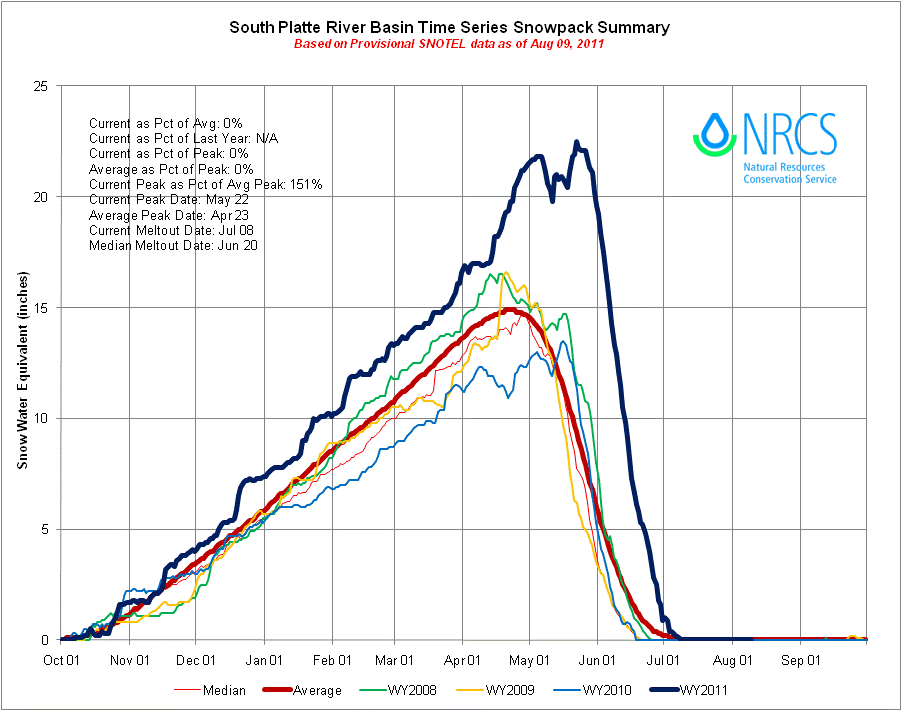 South Platte River Basin Time Series Snowpack Summary
Based on Provisional SNOTEL data as of Aug 09, 2011
25
20
15
10
5
0
Snow Water Equivalent (inches)
Current as Pct of Avg: 0%
Current as Pct of Last Year: N/A
Current as Pct of Peak: 0%
Average as Pct of Peak: 0%
Current Peak as Pct of Avg Peak: 151%
Current Peak Date: May 22
Average Peak Date: Apr 23
Current Meltout Date: Jul 08
Median Meltout Date: Jun 20
NRCS
Natural Resources
Conservation Service
Oct 01 Nov 01 Dec 01 Jan 01 Feb 01 Mar 01 Apr 01 May 01 Jun 01 Jul 01 Aug 01 Sep 01
Median Average WY2008 WY2009 WY2010 WY2011